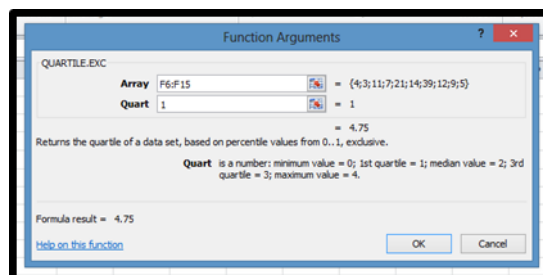 Function Arguments
? ×
QUARTILE.EXC
Array F6:F15 = {4;3;11;7;21;14;39;12;9;5}
Quart 1 = 1
= 4.75
Returns the quartile of a data set, based on percentile values from 0..1, exclusive.
Quart is a number: minimum value = 0; 1st quartile = 1; median value = 2; 3rd
quartile = 3; maximum value = 4.
Formula result = 4.75
Help on this function
OK Cancel